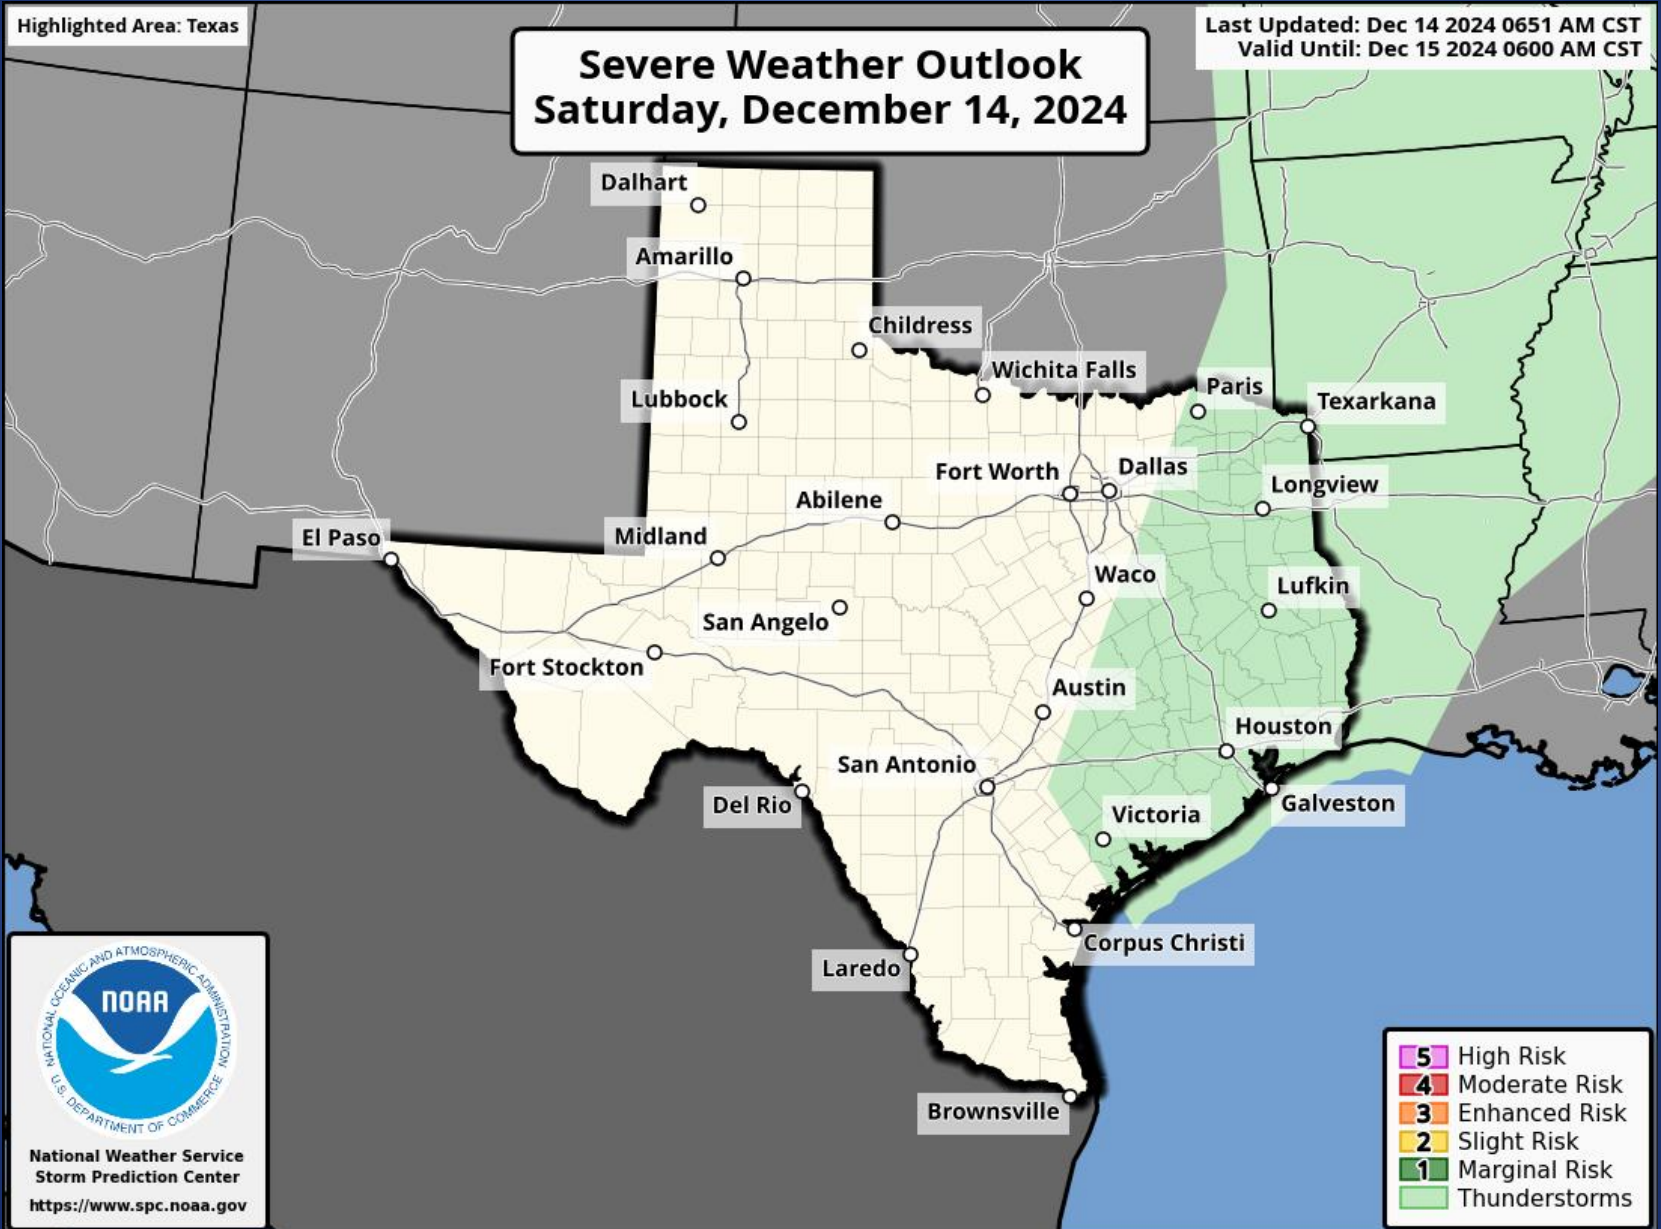 Highlighted Area: Texas
Severe Weather Outlook
Saturday, December 14, 2024
Last Updated: Dec 14 2024 0651 AM CST
Valid Until: Dec 15 2024 0600 AM CST
Dalhart
Amarillo
Childress
Wichita Falls
Paris
Texarkana
Lubbock
Fort Worth
Dallas
Longview
Abilene
El Paso
Midland
Waco
Lufkin
San Angelo
Fort Stockton
Austin
Houston
San Antonio
Del Rio
Galveston
Victoria
Corpus Christi
Laredo
Brownsville
NATIONAL OCEANIC AND ATMOSPHERIC ADMINISTRATION
NOAA
U.S. DEPARTMENT OF COMMERCE
National Weather Service
Storm Prediction Center
https://www.spc.noaa.gov
5 High Risk
4 Moderate Risk
3 Enhanced Risk
2 Slight Risk
1 Marginal Risk
Thunderstorms